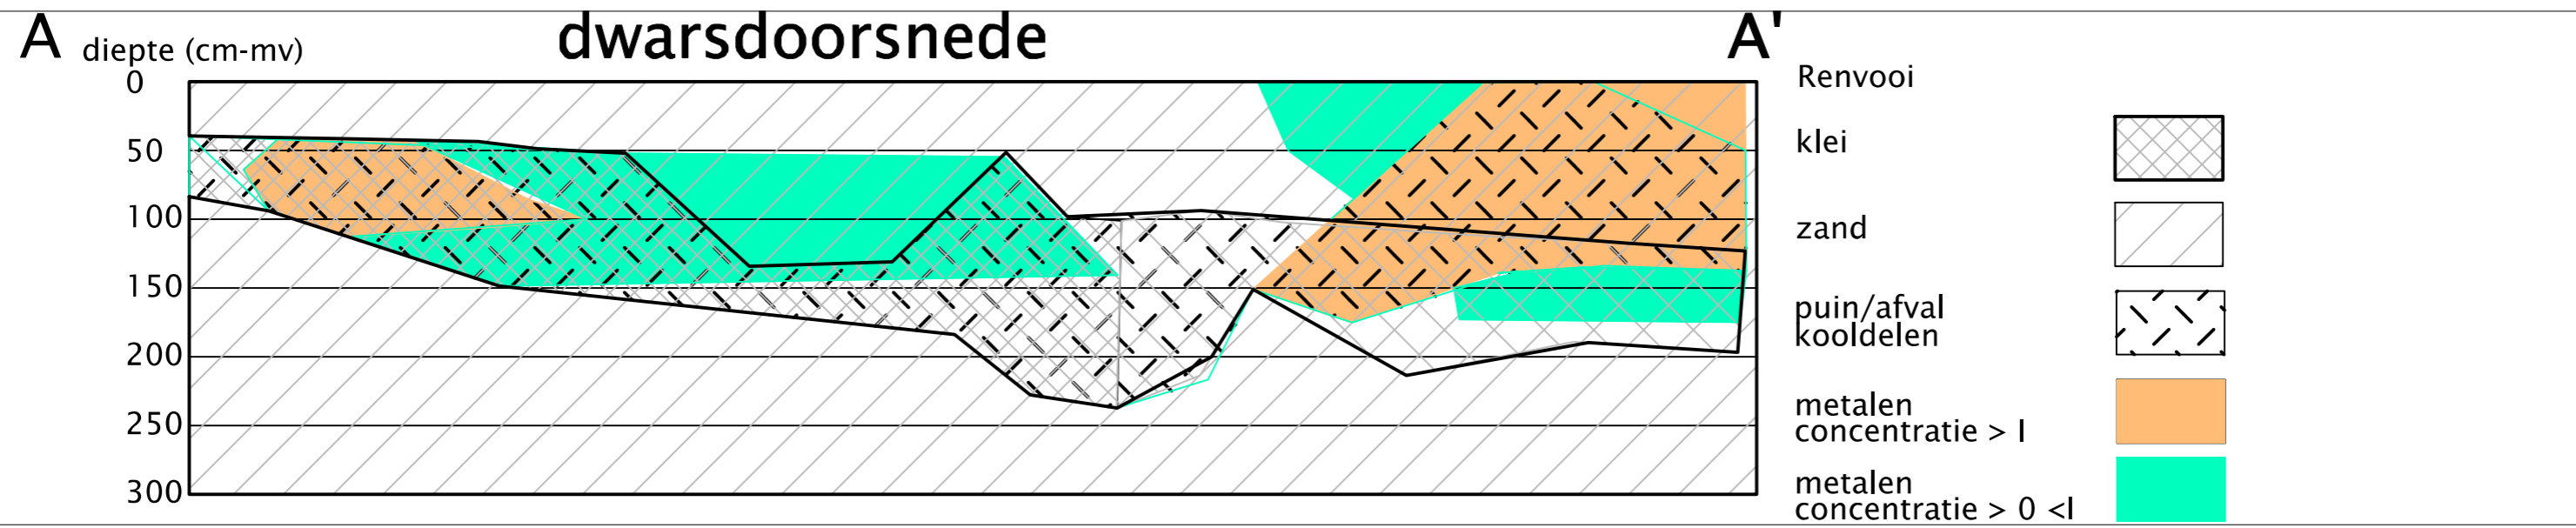 A
diepte (cm-mv)
dwarsdoorsnede
A'
0
50
100
150
200
250
300
Renvooi
klei
zand
puin/afval
kooldelen
metalen
concentratie > I
metalen
concentratie > 0 <I